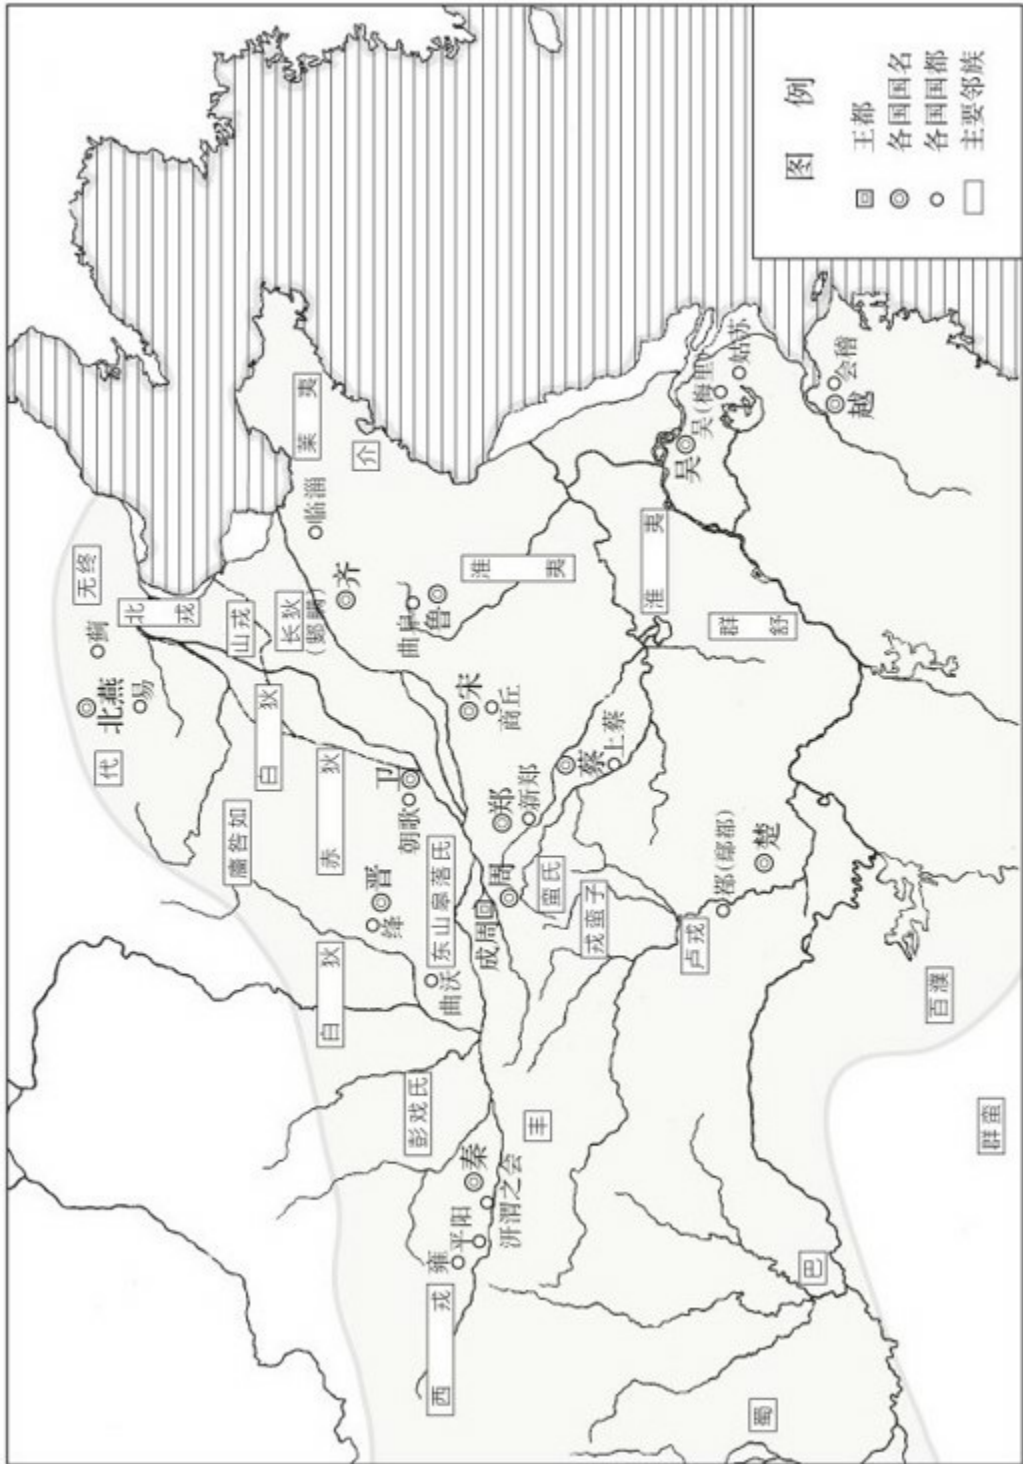 图 例
王都
各国国名
各国国都
主要邻族
无终
蓟
北戎
北燕
易
代
山戎
长狄
(鄋瞒)
白狄
廧咎如
赤狄
白狄
莱夷
介
临淄
齐
曲阜
鲁
淮夷
淮夷
宋
商丘
卫
朝歌
晋
绛
东山皋落氏
曲沃
成周
周
郑
新郑
蔡
上蔡
蛮氏
戎蛮子
卢戎
鄀(鄢都)
楚
群舒
吴
吴(梅里)
姑苏
会稽
越
彭戏氏
丰
秦
汧渭之会
平阳
雍
西戎
巴
蜀
百濮
群蛮